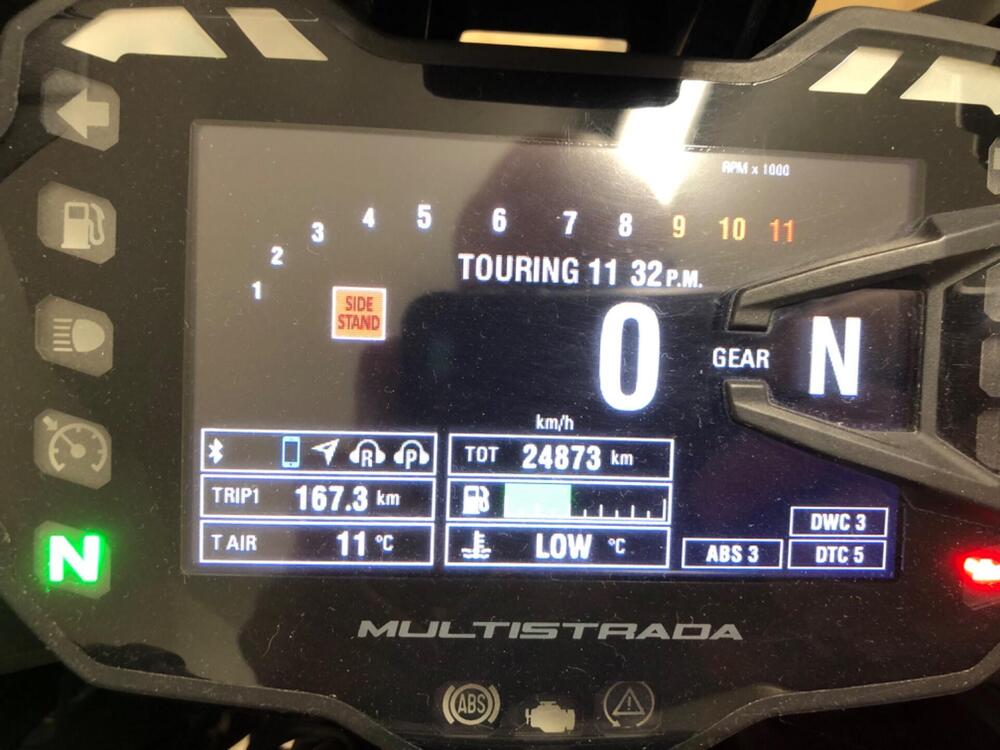 RPM x 1000
1 2 3 4 5 6 7 8 9 10 11
TOURING 11 32 P.M.
SIDE
STAND
0
km/h
GEAR N
R P
TRIP1 167.3 km
T AIR 11 °C
TOT 24873 km
LOW °C
ABS 3
DWC 3
DTC 5
N
MULTISTRADA
ABS